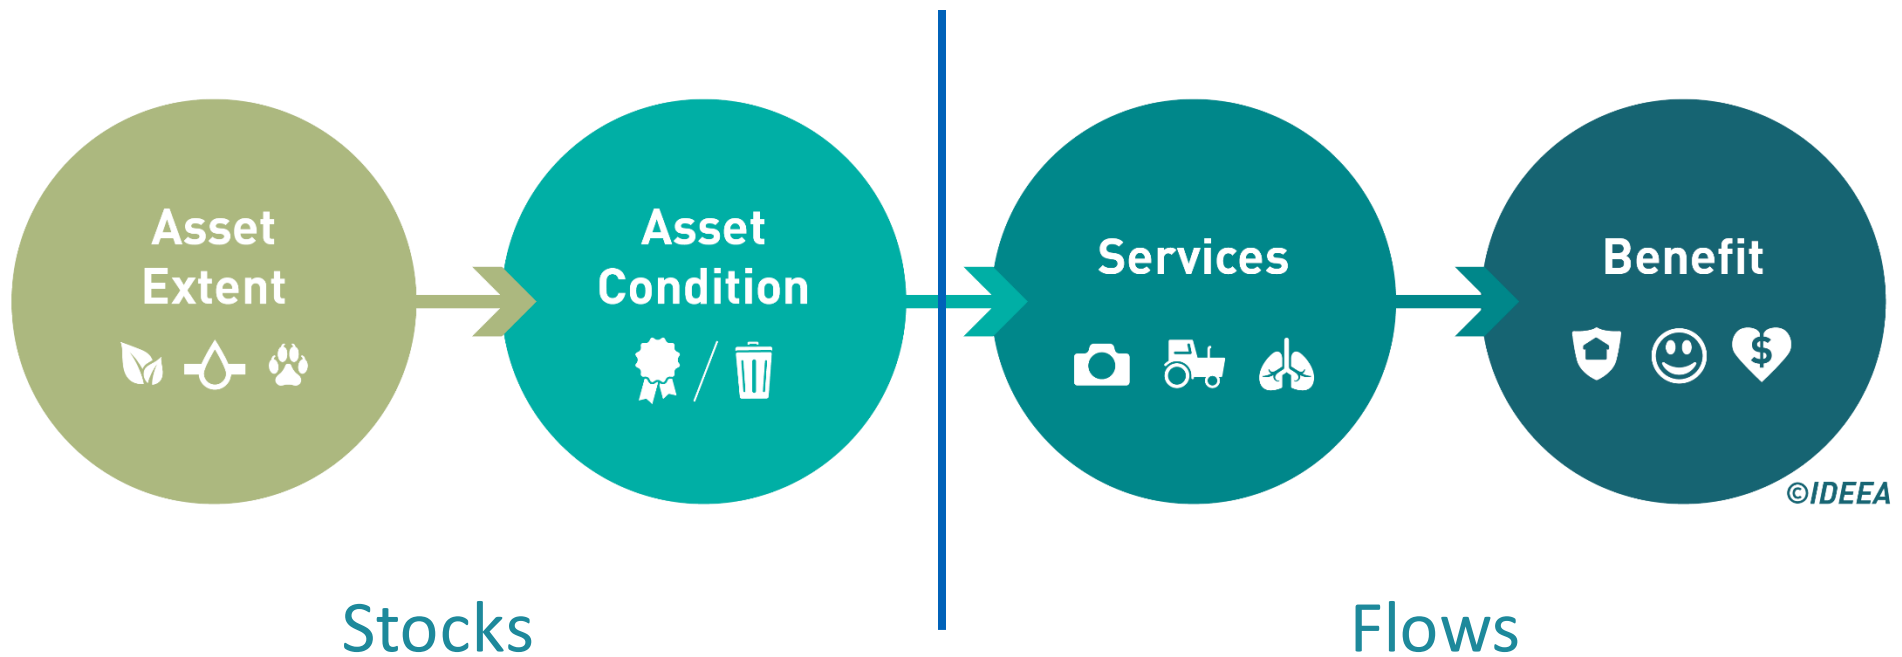 Asset
Extent
Asset
Condition
Services
Benefit
$
©IDEEA
Stocks
Flows